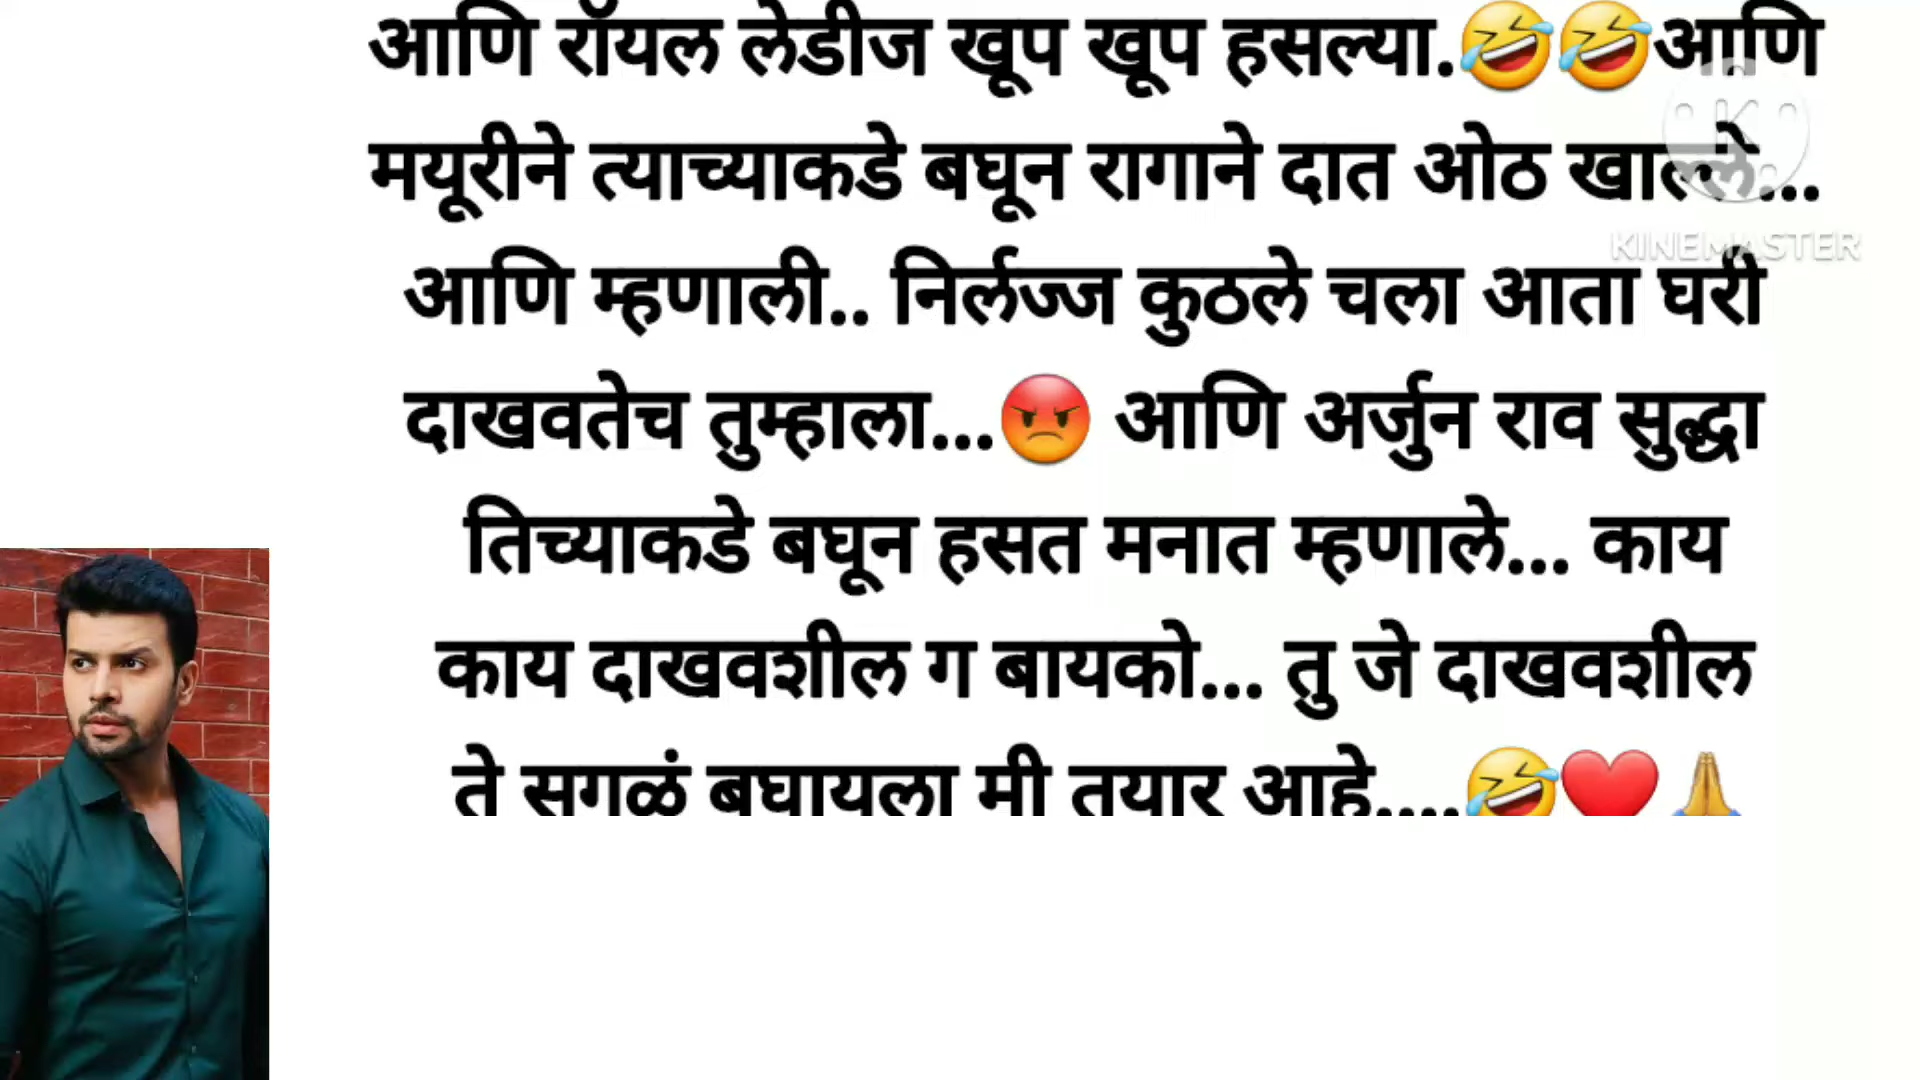 आणि रॉयल लेडीज खूप खूप हसल्या.🤣🤣आणि
मयूरीने त्याच्याकडे बघून रागाने दात ओठ खाल्ले...
KINEMASTER
आणि म्हणाली.. निर्लज्ज कुठले चला आता घरी
दाखवतेच तुम्हाला...😡 आणि अर्जुन राव सुद्धा
तिच्याकडे बघून हसत मनात म्हणाले... काय
काय दाखवशील ग बायको... तु जे दाखवशील
ते सगळं बघायला मी तयार आहे....🤣❤️🙏